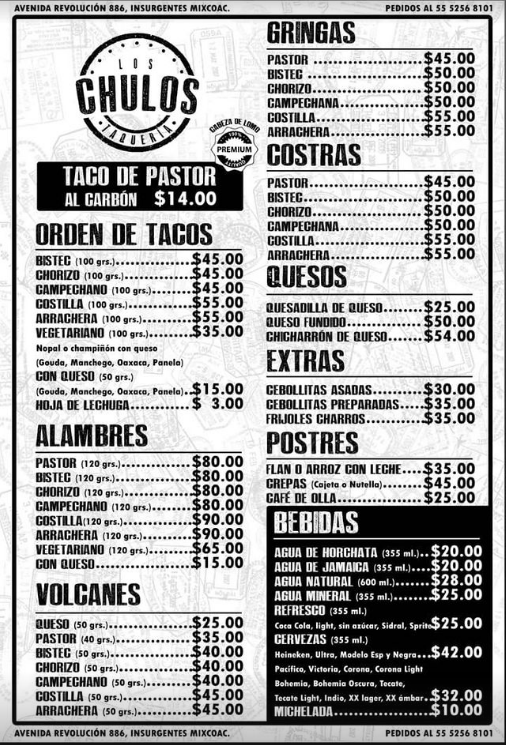 AVENIDA REVOLUCIÓN 886, INSURGENTES MIXCOAC.
PEDIDOS AL 55 5256 8101
LOS
CHULOS
TAQUERÍA
CABEZA DE LOMO
PREMIUM
TACO DE PASTOR
AL CARBÓN $14.00
ORDEN DE TACOS
BISTEC (100 grs.)..............$45.00
CHORIZO (100 grs.)............$45.00
CAMPECHANO (100 grs.).......$45.00
COSTILLA (100 grs.)...........$55.00
ARRACHERA (100 grs.).........$55.00
VEGETARIANO (100 grs.).......$35.00
Nopal o champiñón con queso
(Gouda, Manchego, Oaxaca, Panela)
CON QUESO (50 grs.)
(Gouda, Manchego, Oaxaca, Panela)..$15.00
HOJA DE LECHUGA............$ 3.00
ALAMBRES
PASTOR (120 grs.).............$80.00
BISTEC (120 grs.).............$80.00
CHORIZO (120 grs.)............$80.00
CAMPECHANO (120 grs.).......$80.00
COSTILLA(120 grs.)............$90.00
ARRACHERA (120 grs.).........$90.00
VEGETARIANO (120 grs.).......$65.00
CON QUESO....................$15.00
VOLCANES
QUESO (50 grs.)...............$25.00
PASTOR (40 grs.)..............$35.00
BISTEC (50 grs.)..............$40.00
CHORIZO (50 grs.).............$40.00
CAMPECHANO (50 grs.)........$40.00
COSTILLA (50 grs.)............$45.00
ARRACHERA (50 grs.)..........$45.00
GRINGAS
PASTOR........................$45.00
BISTEC ........................$50.00
CHORIZO.......................$50.00
CAMPECHANA..................$50.00
COSTILLA......................$55.00
ARRACHERA...................$55.00
COSTRAS
PASTOR........................$45.00
BISTEC.........................$50.00
CHORIZO.......................$50.00
CAMPECHANA..................$50.00
COSTILLA......................$55.00
ARRACHERA...................$55.00
QUESOS
QUESADILLA DE QUESO........$25.00
QUESO FUNDIDO..............$50.00
CHICHARRÓN DE QUESO.......$54.00
EXTRAS
CEBOLLITAS ASADAS..........$30.00
CEBOLLITAS PREPARADAS.....$35.00
FRIJOLES CHARROS...........$35.00
POSTRES
FLAN O ARROZ CON LECHE....$35.00
CREPAS (Cajeta o Nutella).....$45.00
CAFÉ DE OLLA.................$25.00
BEBIDAS
AGUA DE HORCHATA (355 ml.)..$20.00
AGUA DE JAMAICA (355 ml.)...$20.00
AGUA NATURAL (600 ml.)......$28.00
AGUA MINERAL (355 ml.)......$25.00
REFRESCO (355 ml.)
Coca Cola, light, sin azúcar, Sidral, Sprite$25.00
CERVEZAS (355 ml.)
Heineken, Ultra, Modelo Esp y Negra...$42.00
Pacífico, Victoria, Corona, Corona Light
Bohemia, Bohemia Oscura, Tecate,
Tecate Light, Indio, XX lager, XX ámbar..$32.00
MICHELADA....................$10.00
AVENIDA REVOLUCIÓN 886, INSURGENTES MIXCOAC.
PEDIDOS AL 55 5256 8101